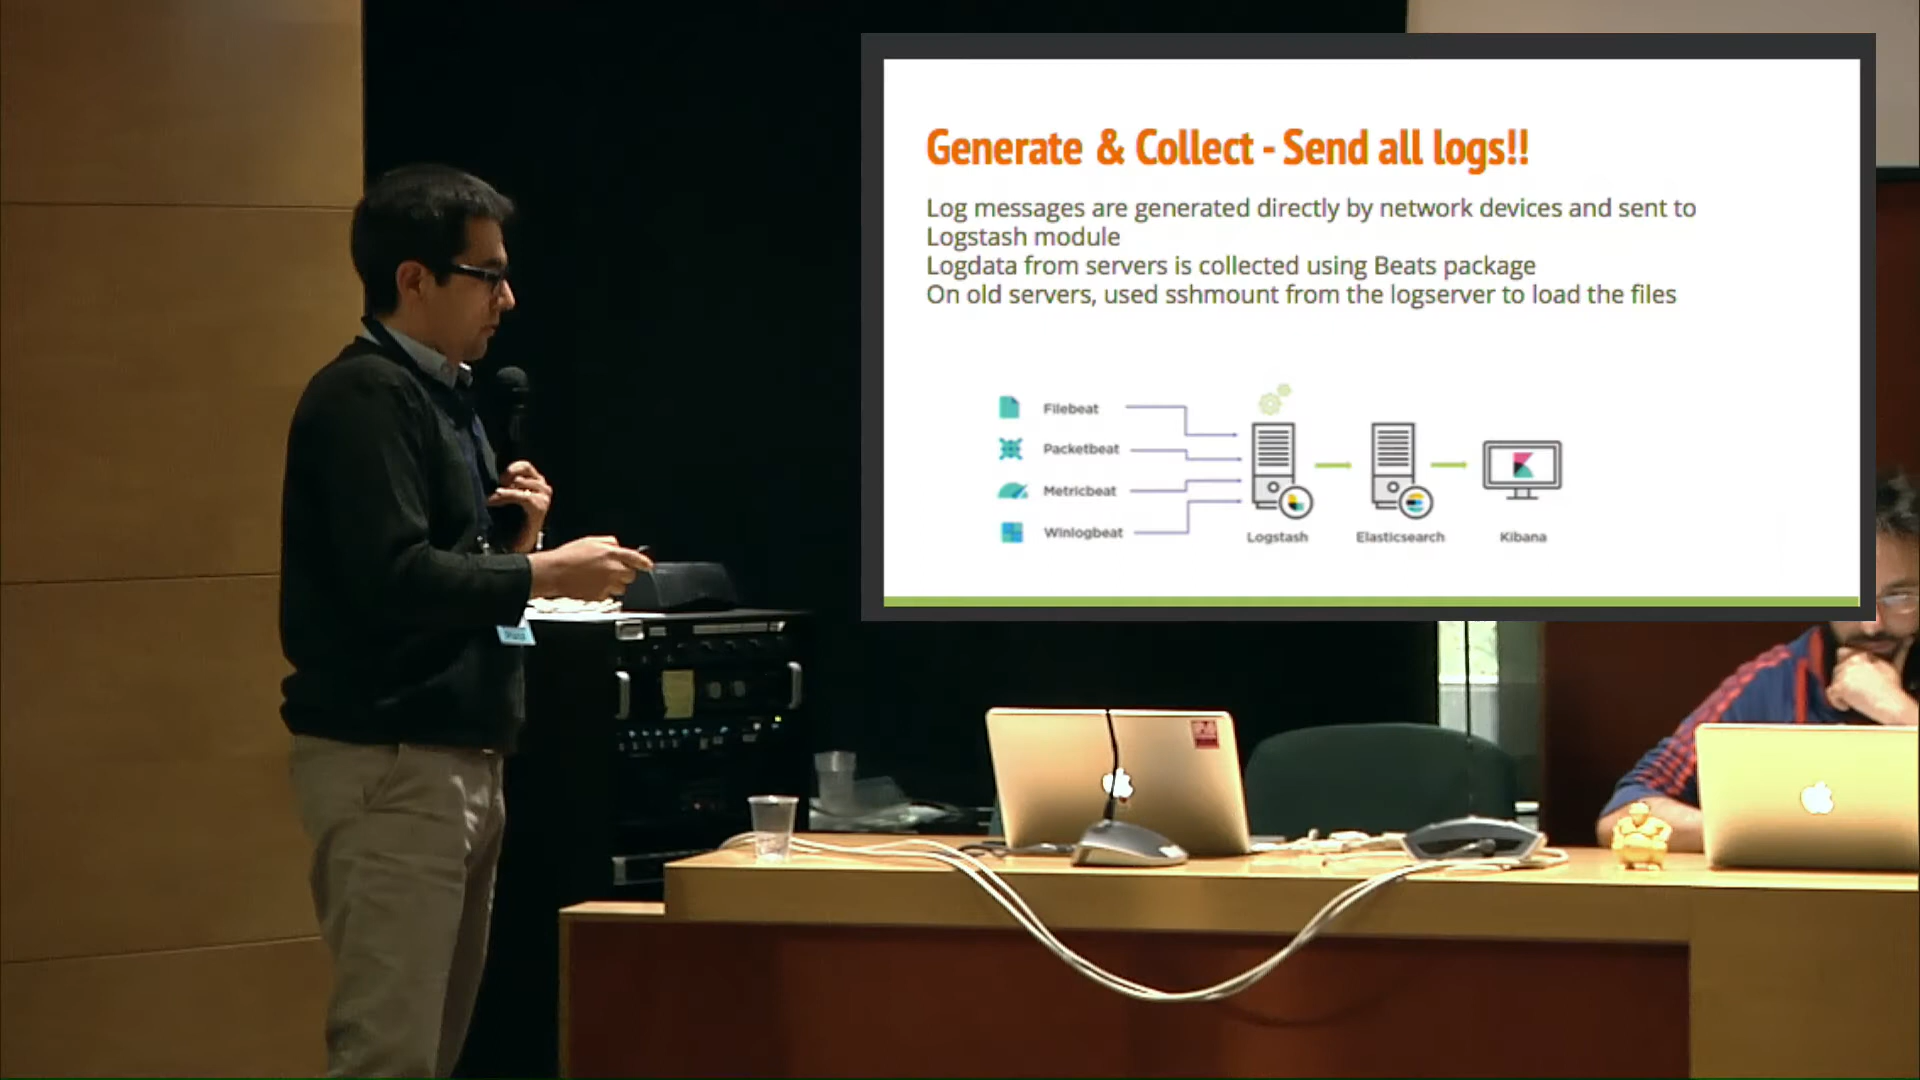 Generate & Collect - Send all logs!!
Log messages are generated directly by network devices and sent to
Logstash module
Logdata from servers is collected using Beats package
On old servers, used sshmount from the logserver to load the files
Filebeat
Packetbeat
Metricbeat
Winlogbeat
Logstash
Elasticsearch
Kibana